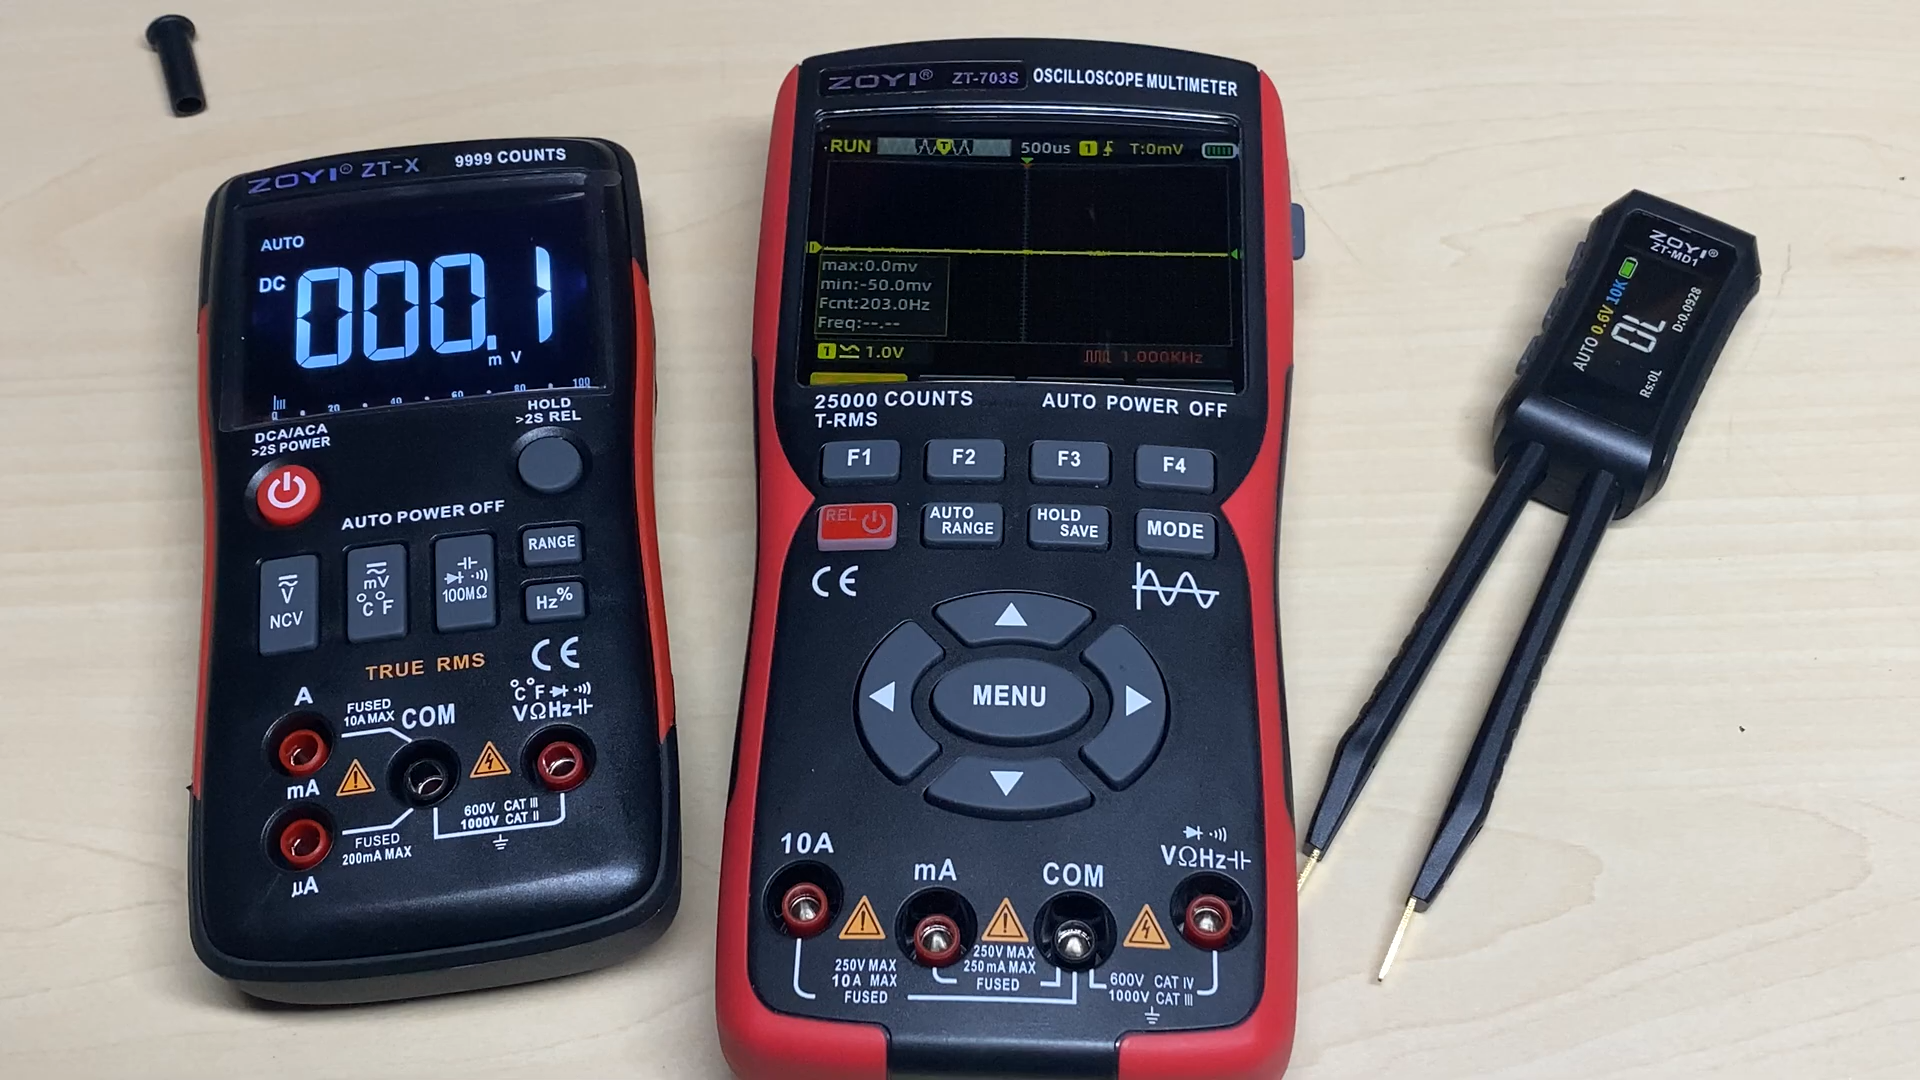 ZOYI® ZT-X 9999 COUNTS
AUTO
DC 000.1
m V
0 20 40 60 80 100
DCA/ACA
>2S POWER
HOLD
>2S REL
AUTO POWER OFF
V
NCV
mV
°C °F
100MΩ
RANGE
Hz%
TRUE RMS
CE
A
FUSED
10A MAX
COM
°C °F
VΩHz
mA
600V CAT III
1000V CAT II
FUSED
200mA MAX
µA
ZOYI® ZT-703S OSCILLOSCOPE MULTIMETER
RUN T 500us 1 T:0mV
1
max:0.0mv
min:-50.0mv
Fcnt:203.0Hz
Freq:--.--
1 1.0V 1.000KHz
25000 COUNTS
T-RMS
AUTO POWER OFF
F1 F2 F3 F4
REL
AUTO
RANGE
HOLD
SAVE
MODE
CE
MENU
10A
mA
COM
VΩHz
250V MAX
10A MAX
FUSED
250V MAX
250mA MAX
FUSED
600V CAT IV
1000V CAT III
ZOYI®
ZT-MD1
AUTO 0.6V 10K
OL
D:0.0928
Rs:OL